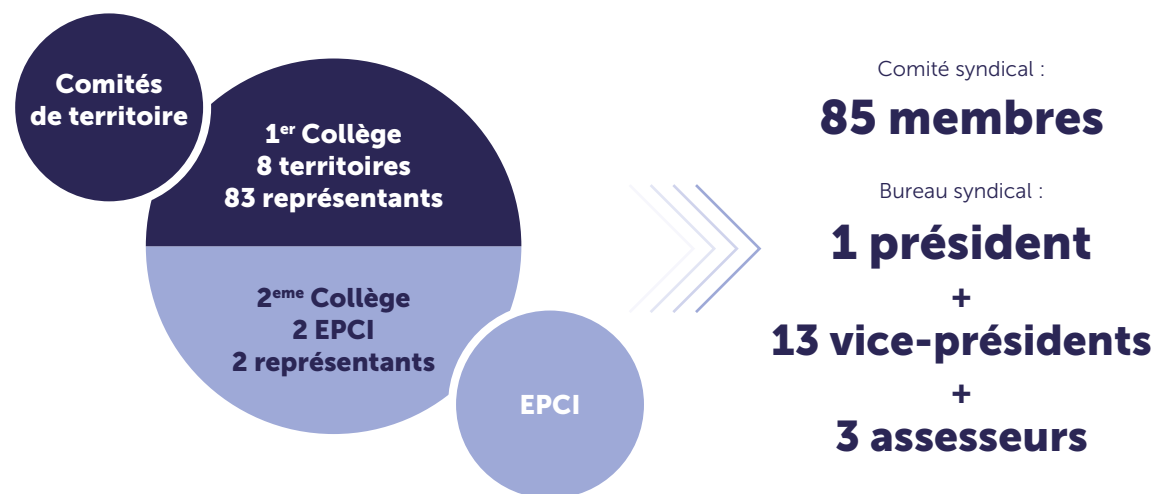 Comités
de territoire
1er Collège
8 territoires
83 représentants
2eme Collège
2 EPCI
2 représentants
EPCI
Comité syndical :
85 membres
Bureau syndical :
1 président
+
13 vice-présidents
+
3 assesseurs